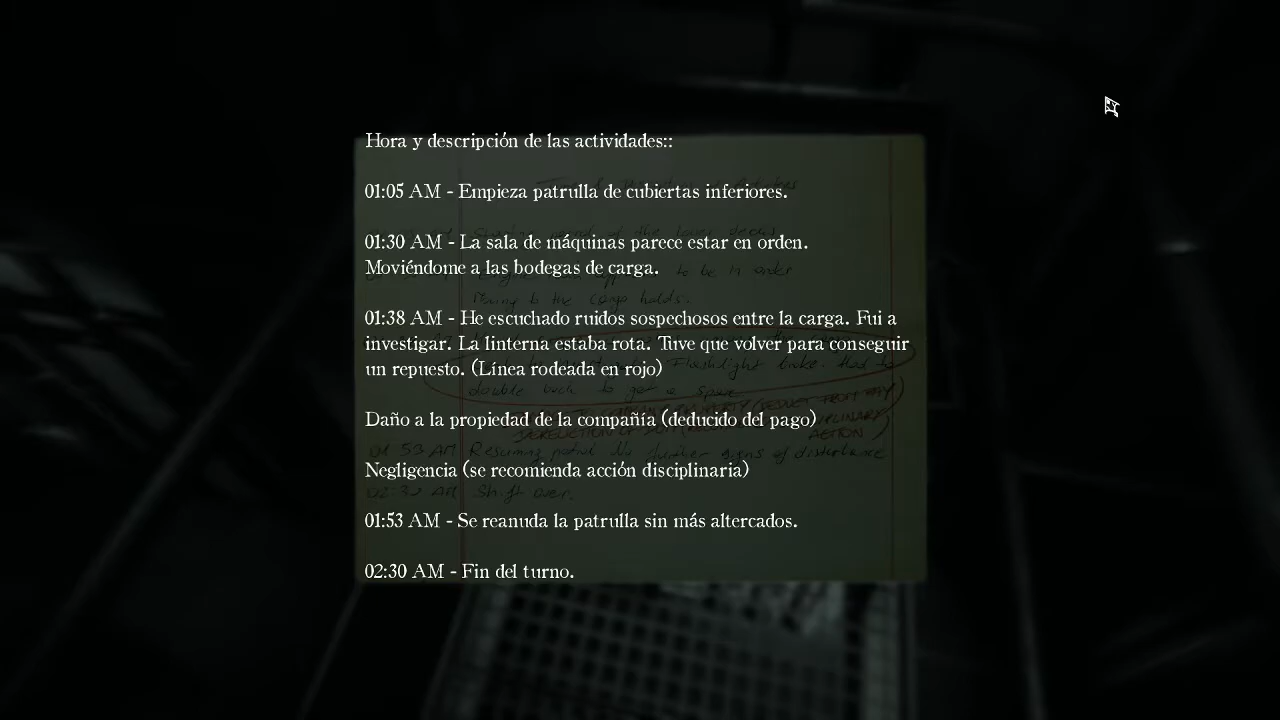 Hora y descripción de las actividades::
01:05 AM - Empieza patrulla de cubiertas inferiores.
01:30 AM - La sala de máquinas parece estar en orden.
Moviéndome a las bodegas de carga.
01:38 AM - He escuchado ruidos sospechosos entre la carga. Fui a
investigar. La linterna estaba rota. Tuve que volver para conseguir
un repuesto. (Línea rodeada en rojo)
Daño a la propiedad de la compañía (deducido del pago)
Negligencia (se recomienda acción disciplinaria)
01:53 AM - Se reanuda la patrulla sin más altercados.
02:30 AM - Fin del turno.